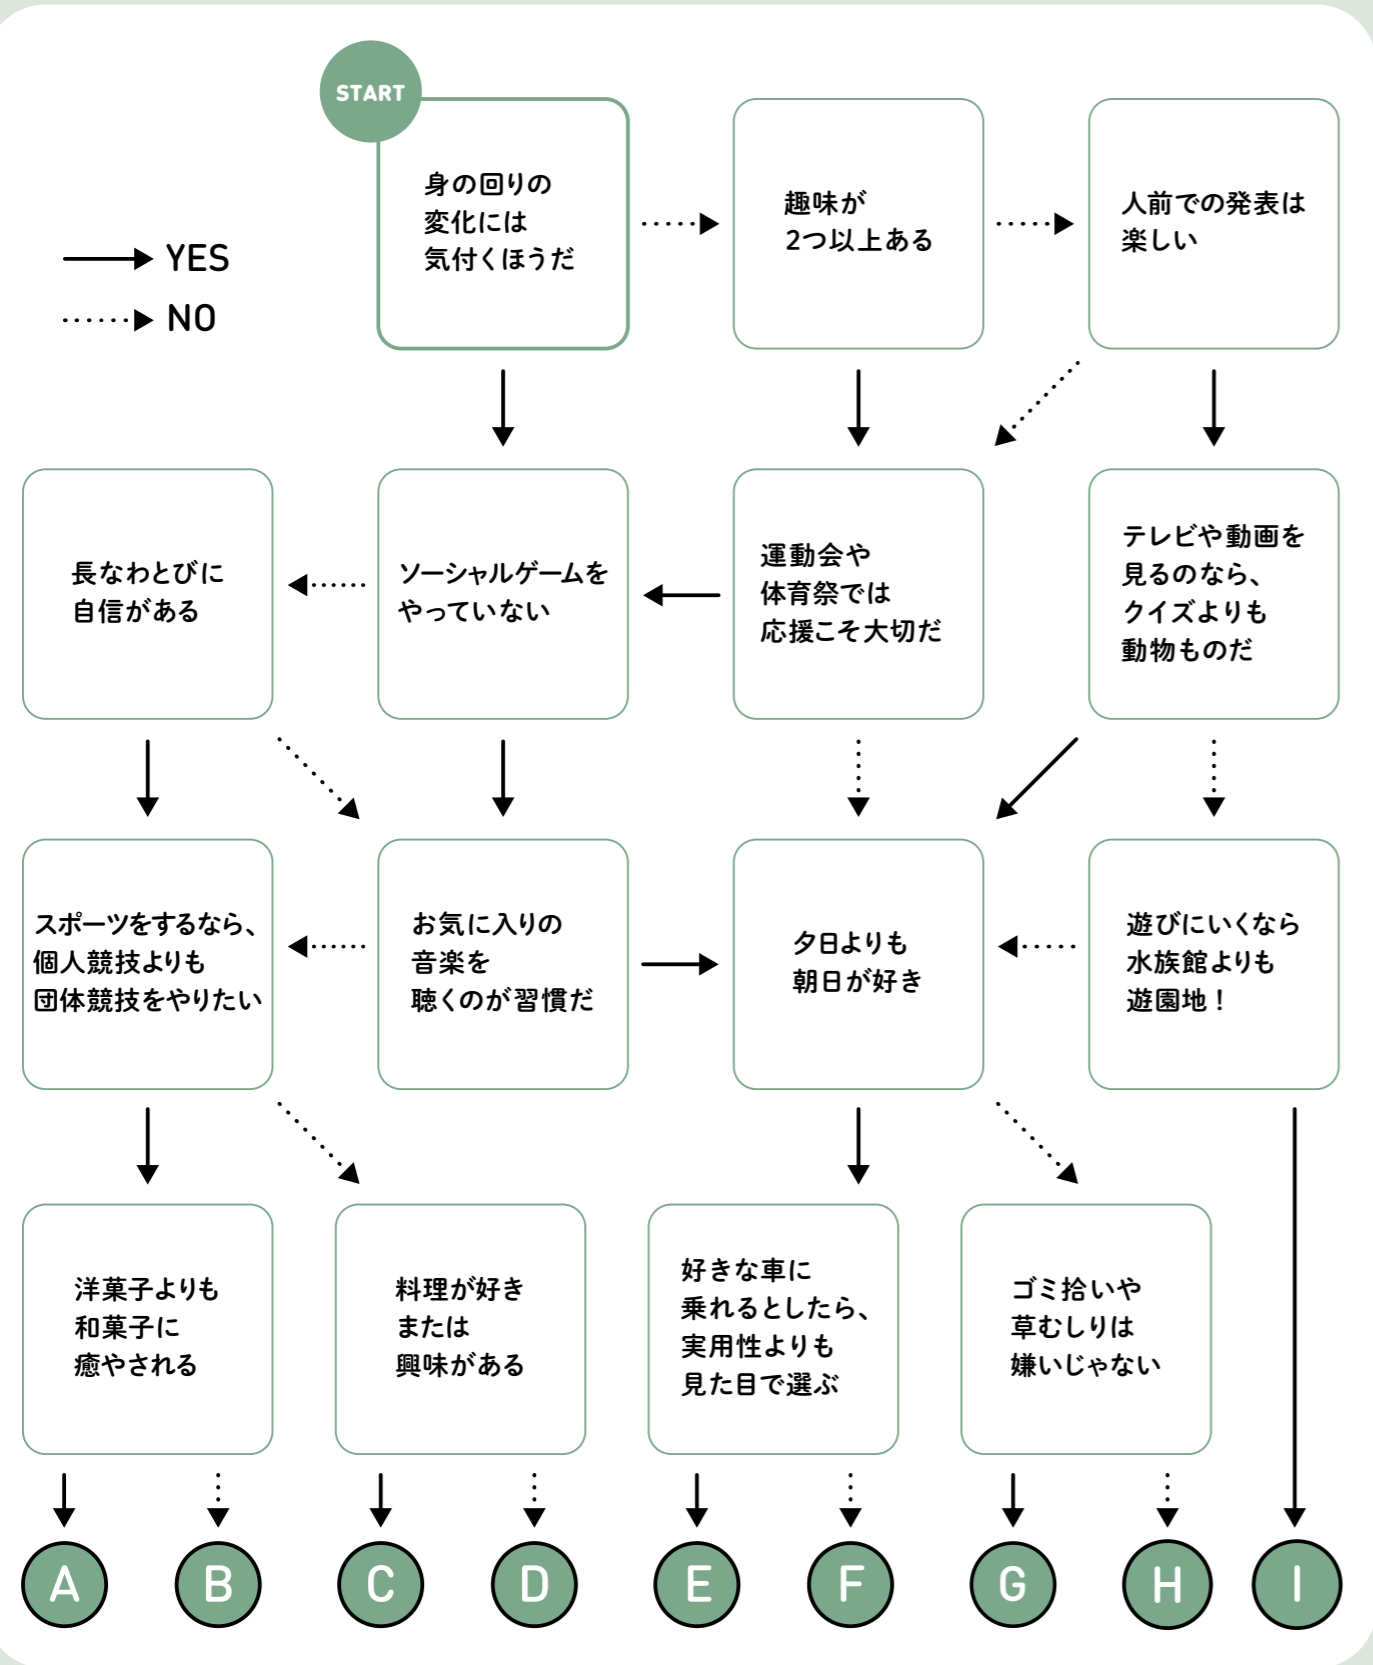 START
身の回りの
変化には
気付くほうだ
趣味が
2つ以上ある
人前での発表は
楽しい
YES
NO
長なわとびに
自信がある
ソーシャルゲームを
やっていない
運動会や
体育祭では
応援こそ大切だ
テレビや動画を
見るのなら、
クイズよりも
動物ものだ
スポーツをするなら、
個人競技よりも
団体競技をやりたい
お気に入りの
音楽を
聴くのが習慣だ
夕日よりも
朝日が好き
遊びにいくなら
水族館よりも
遊園地！
洋菓子よりも
和菓子に
癒やされる
料理が好き
または
興味がある
好きな車に
乗れるとしたら、
実用性よりも
見た目で選ぶ
ゴミ拾いや
草むしりは
嫌いじゃない
A
B
C
D
E
F
G
H
I